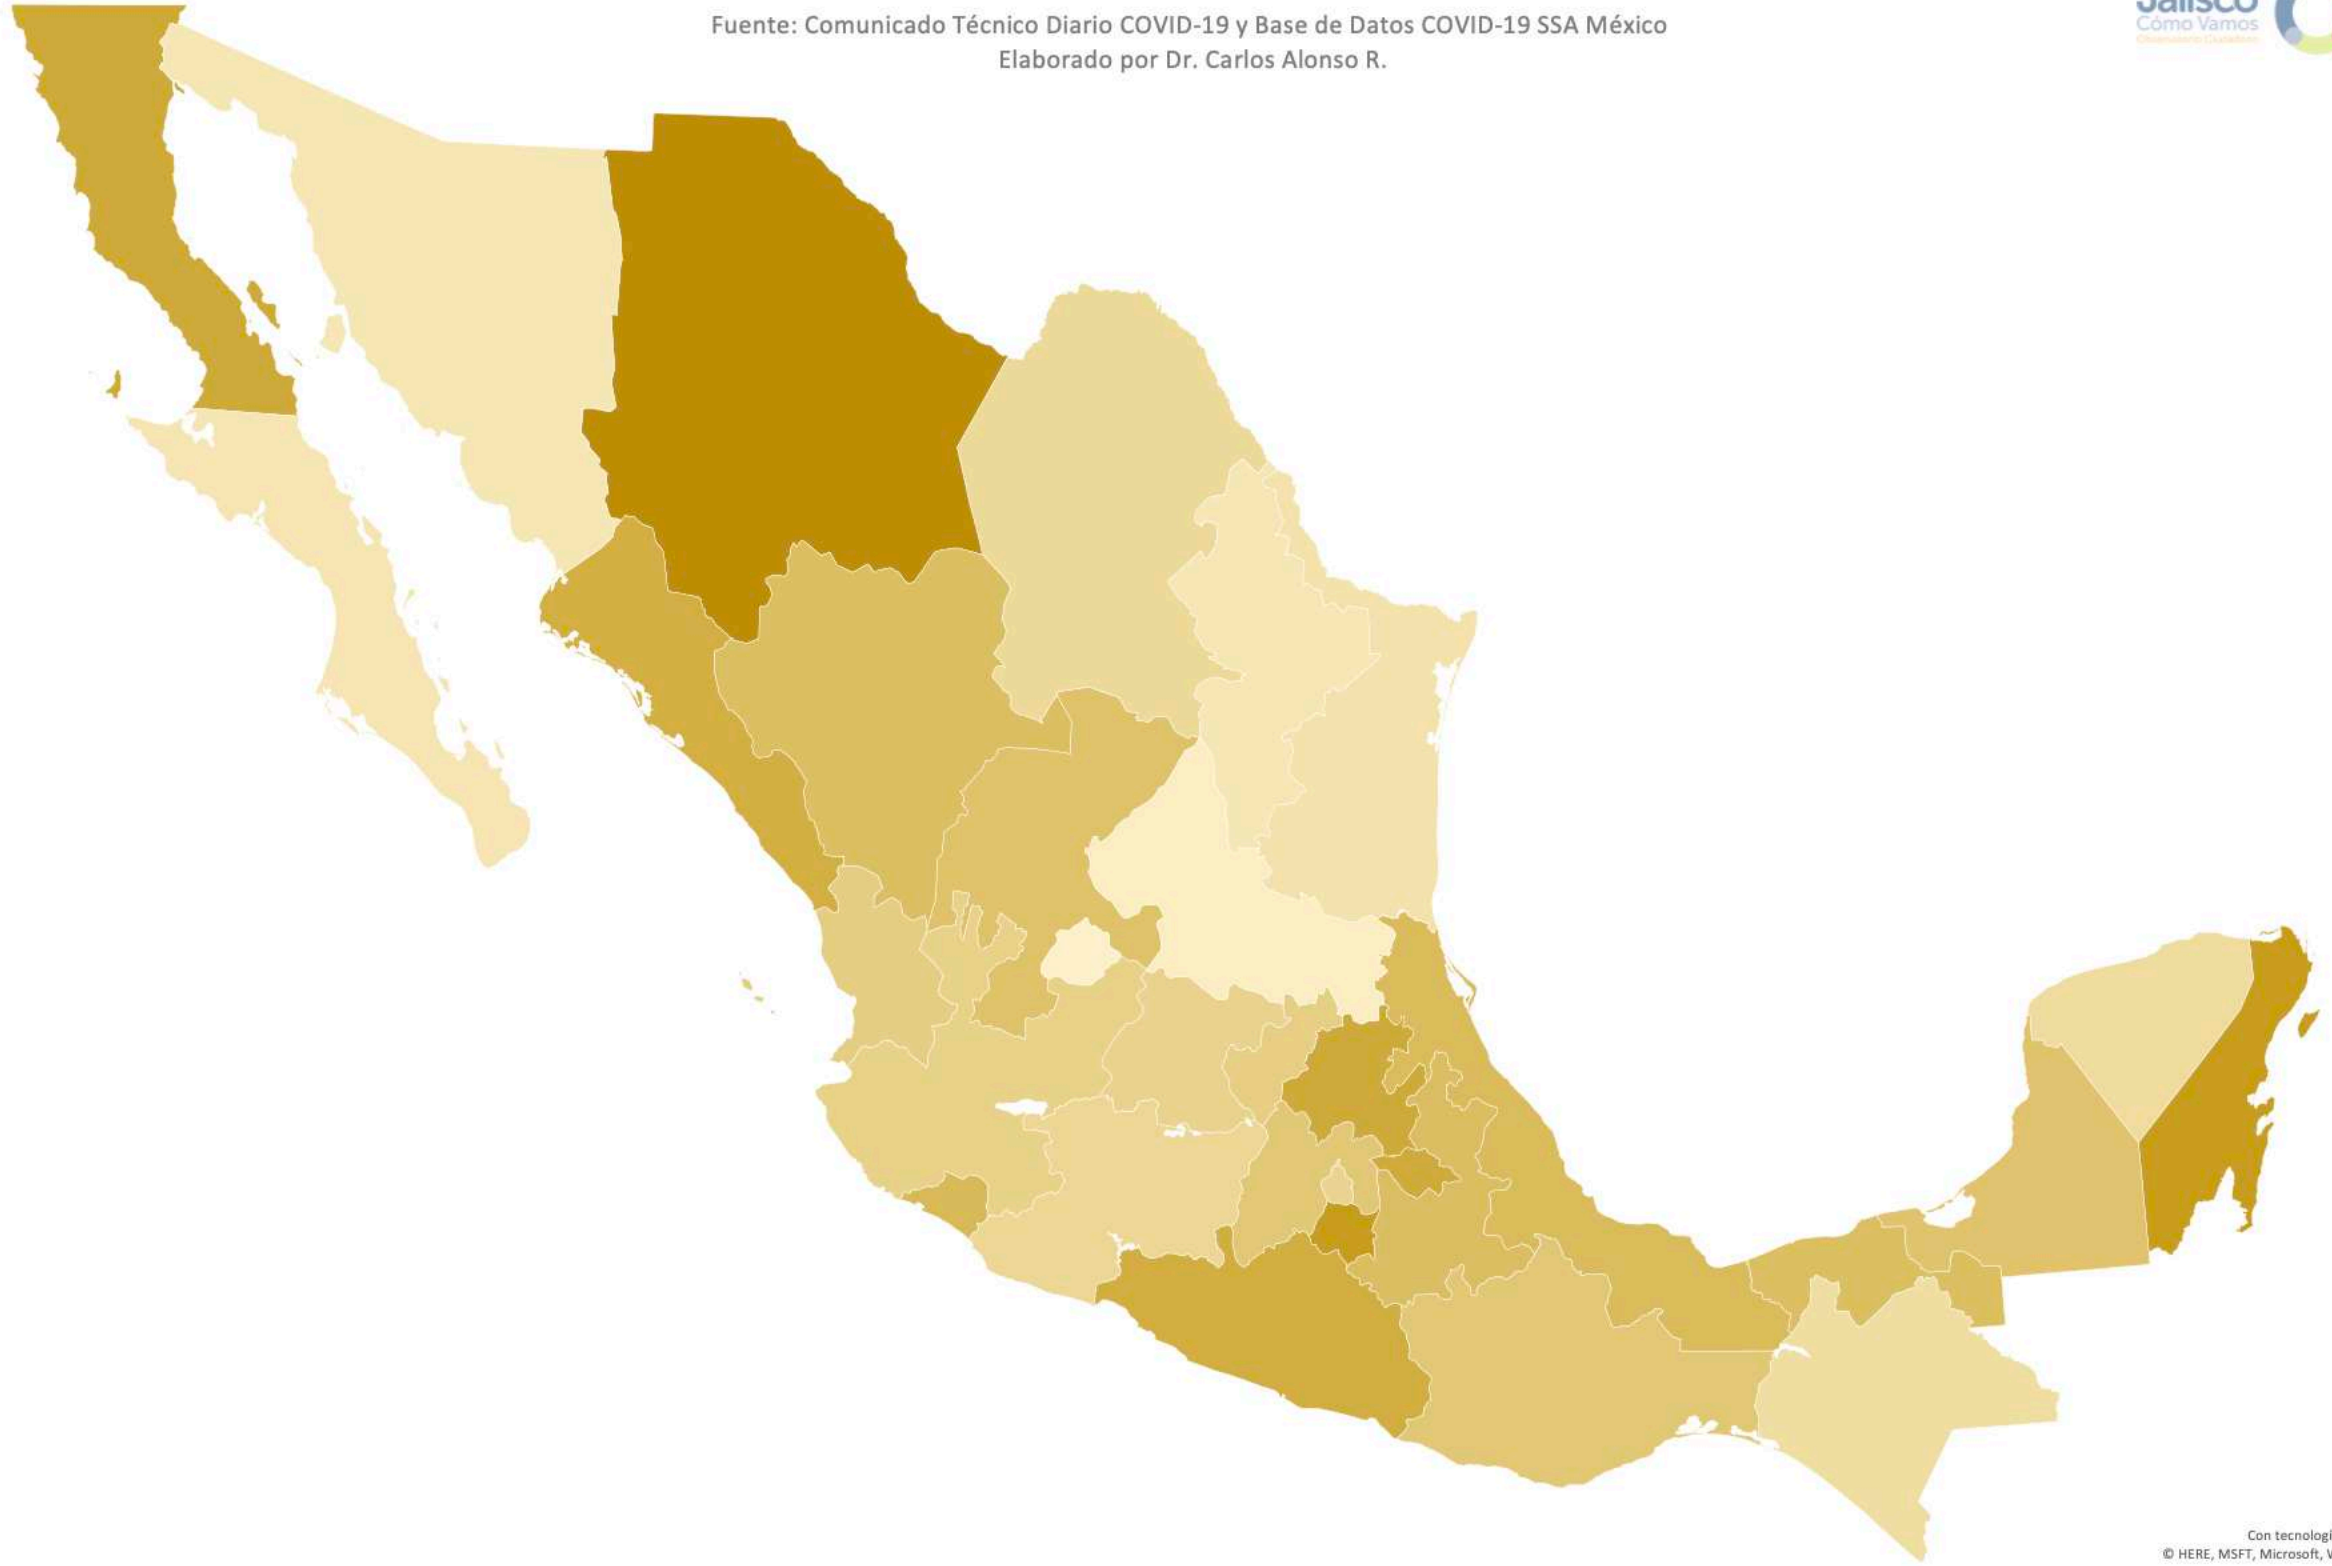 Jalisco
Fuente: Comunicado Técnico Diario COVID-19 y Base de Datos COVID-19 SSA México
Cómo Vamos
Elaborado por Dr. Carlos Alonso R.
Con tecnologí
© HERE, MSFT, Microsoft, W